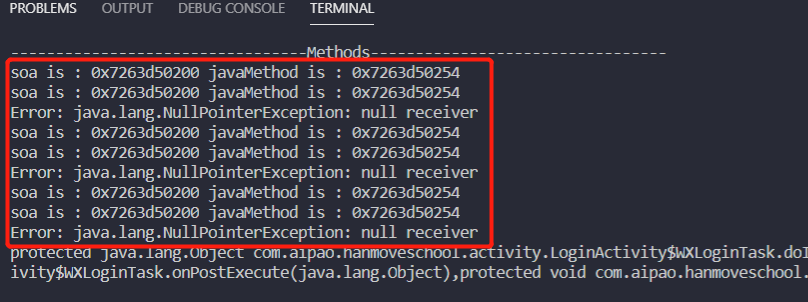 PROBLEMS OUTPUT DEBUG CONSOLE TERMINAL
---------------------------------Methods---------------------------------
soa is : 0x7263d50200 javaMethod is : 0x7263d50254
soa is : 0x7263d50200 javaMethod is : 0x7263d50254
Error: java.lang.NullPointerException: null receiver
soa is : 0x7263d50200 javaMethod is : 0x7263d50254
soa is : 0x7263d50200 javaMethod is : 0x7263d50254
Error: java.lang.NullPointerException: null receiver
soa is : 0x7263d50200 javaMethod is : 0x7263d50254
soa is : 0x7263d50200 javaMethod is : 0x7263d50254
Error: java.lang.NullPointerException: null receiver
protected java.lang.Object com.aipao.hanmoveschool.activity.LoginActivity$WXLoginTask.doI
ivity$WXLoginTask.onPostExecute(java.lang.Object),protected void com.aipao.hanmoveschool.